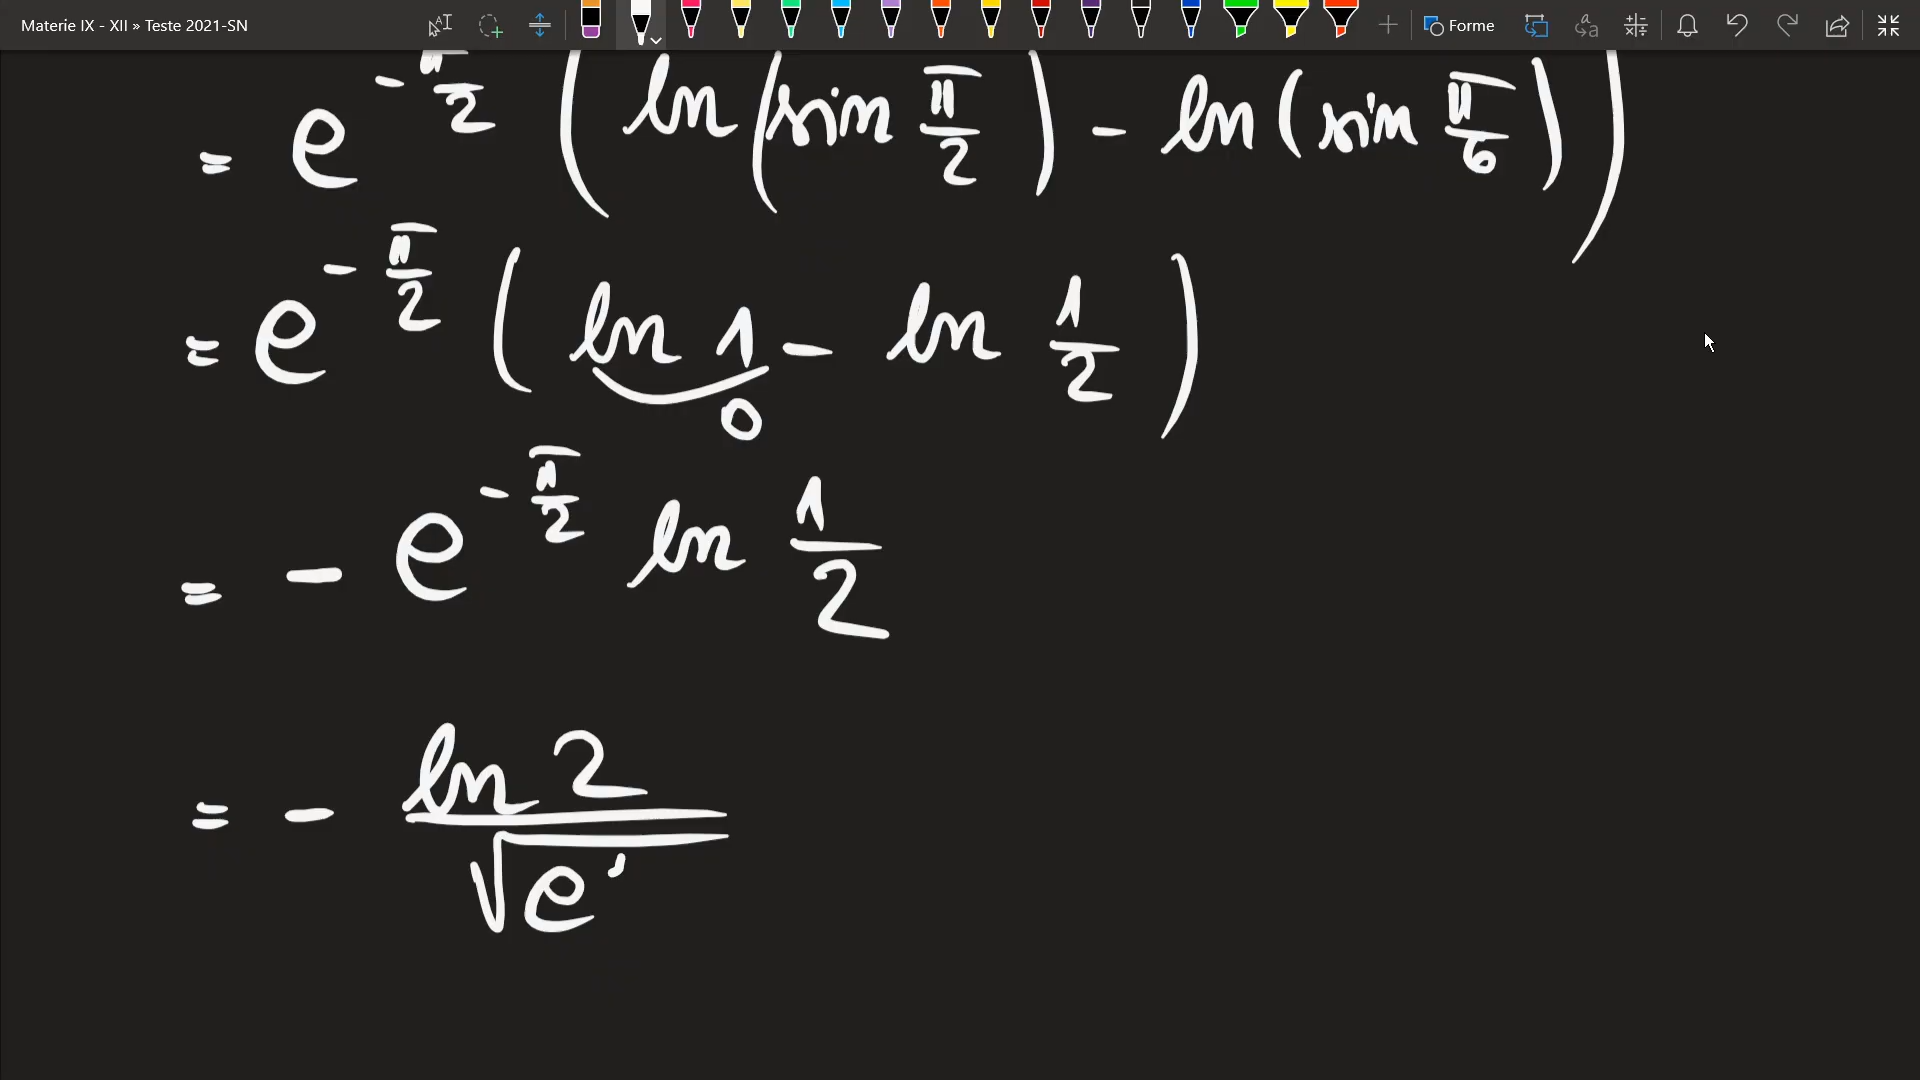 Materie IX - XII » Teste 2021-SN
Forme
= e^{-π/2} ( ln(sin π/2) - ln(sin π/6) )
= e^{-π/2} ( ln 1 - ln 1/2 )
0
= - e^{-π/2} ln 1/2
= - ln 2 / √e'